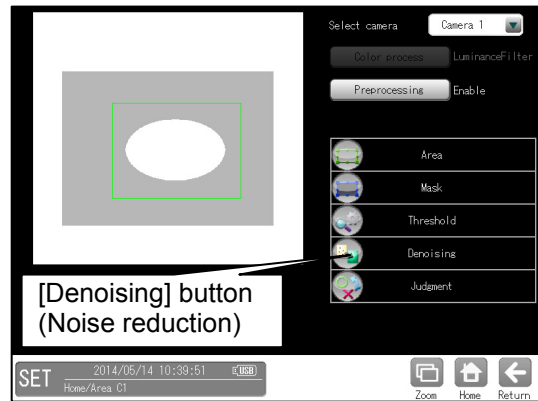 Select camera
Camera 1
Color process
LuminanceFilter
Preprocessing
Enable
Area
Mask
Threshold
Denoising
Judgment
[Denoising] button
(Noise reduction)
SET
2014/05/14 10:39:51
USB
Home/Area C1
Zoom
Home
Return